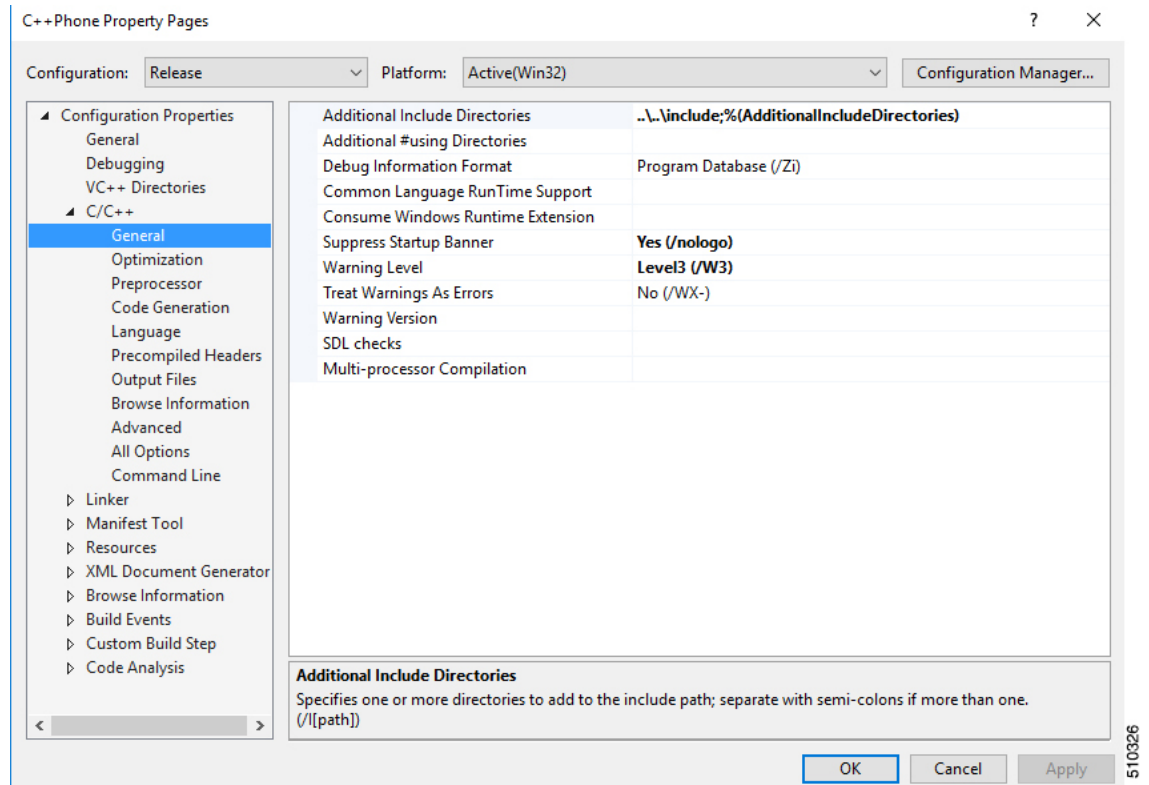 C++Phone Property Pages
? ×
Configuration: Release Platform: Active(Win32) Configuration Manager...
Configuration Properties
General
Debugging
VC++ Directories
C/C++
General
Optimization
Preprocessor
Code Generation
Language
Precompiled Headers
Output Files
Browse Information
Advanced
All Options
Command Line
Linker
Manifest Tool
Resources
XML Document Generator
Browse Information
Build Events
Custom Build Step
Code Analysis
Additional Include Directories ..\..\include;%(AdditionalIncludeDirectories)
Additional #using Directories
Debug Information Format Program Database (/Zi)
Common Language RunTime Support
Consume Windows Runtime Extension
Suppress Startup Banner Yes (/nologo)
Warning Level Level3 (/W3)
Treat Warnings As Errors No (/WX-)
Warning Version
SDL checks
Multi-processor Compilation
Additional Include Directories
Specifies one or more directories to add to the include path; separate with semi-colons if more than one.
(/I[path])
OK Cancel Apply
510326